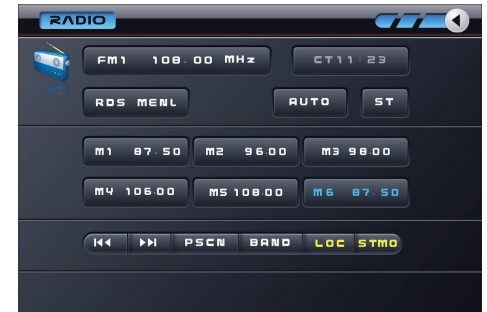 RADIO
FM1 108.00 MHz CT11:23
RDS MENU AUTO ST
M1 87.50 M2 96.00 M3 98.00
M4 106.00 M5 108.00 M6 87.50
PSCN BAND LOC STMO